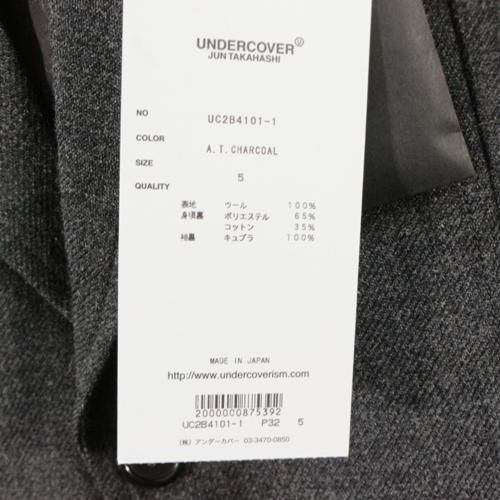 UNDERCOVER
JUN TAKAHASHI
NO UC2B4101-1
COLOR A.T.CHARCOAL
SIZE 5
QUALITY
表地 ウール 100%
身頃裏 ポリエステル 65%
コットン 35%
袖裏 キュプラ 100%
MADE IN JAPAN
http://www.undercoverism.com/
2000000875392
UC2B4101-1 P32 5
(株) アンダーカバー 03-3470-0850